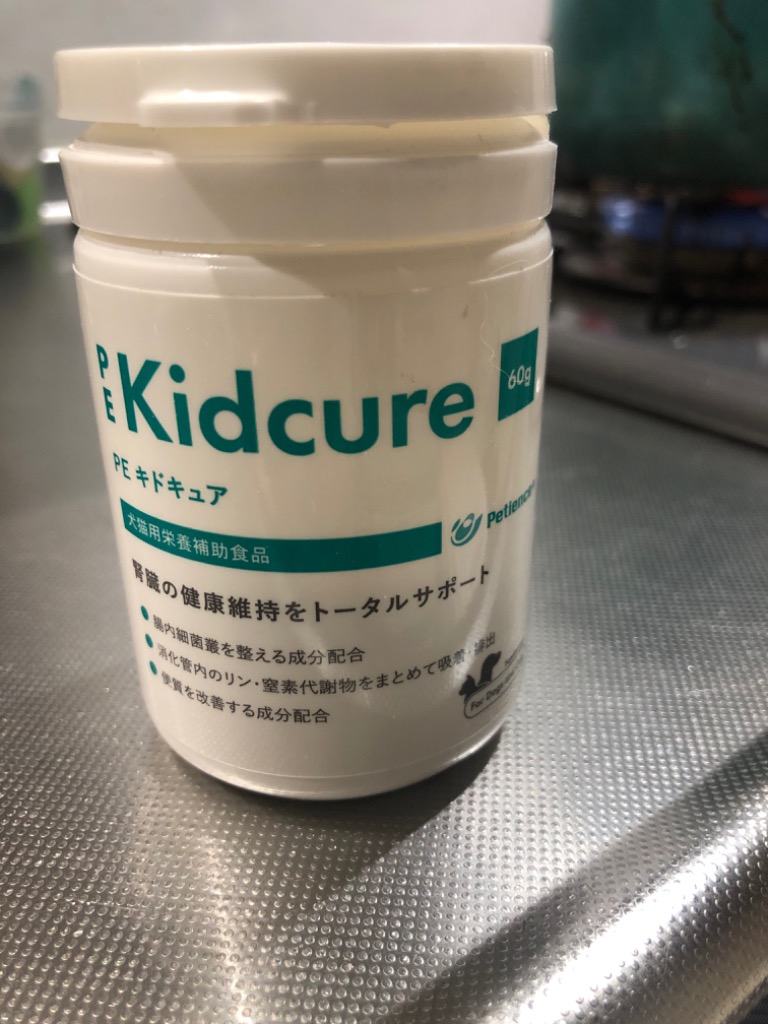 PE
Kidcure
60g
PE キドキュア
犬猫用栄養補助食品
Petience
腎臓の健康維持をトータルサポート
腸内細菌叢を整える成分配合
消化管内のリン・窒素代謝物をまとめて吸着・排出
便質を改善する成分配合
For Dogs